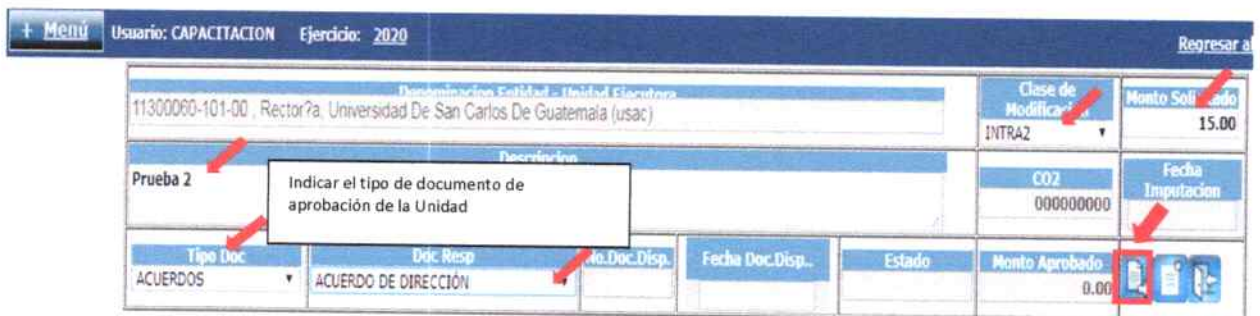 + Menú Usuario: CAPACITACION Ejercicio: 2020
Regresar al
Denominacion Entidad - Unidad Ejecutora
11300060-101-00 , Rector?a, Universidad De San Carlos De Guatemala (usac)
Clase de Modificación
INTRA2
Monto Solicitado
15.00
Descripcion
Prueba 2
Indicar el tipo de documento de
aprobación de la Unidad
CO2
000000000
Fecha
Imputacion
Tipo Doc
ACUERDOS
Doc Resp
ACUERDO DE DIRECCIÓN
No.Doc.Disp.
Fecha Doc.Disp..
Estado
Monto Aprobado
0.00